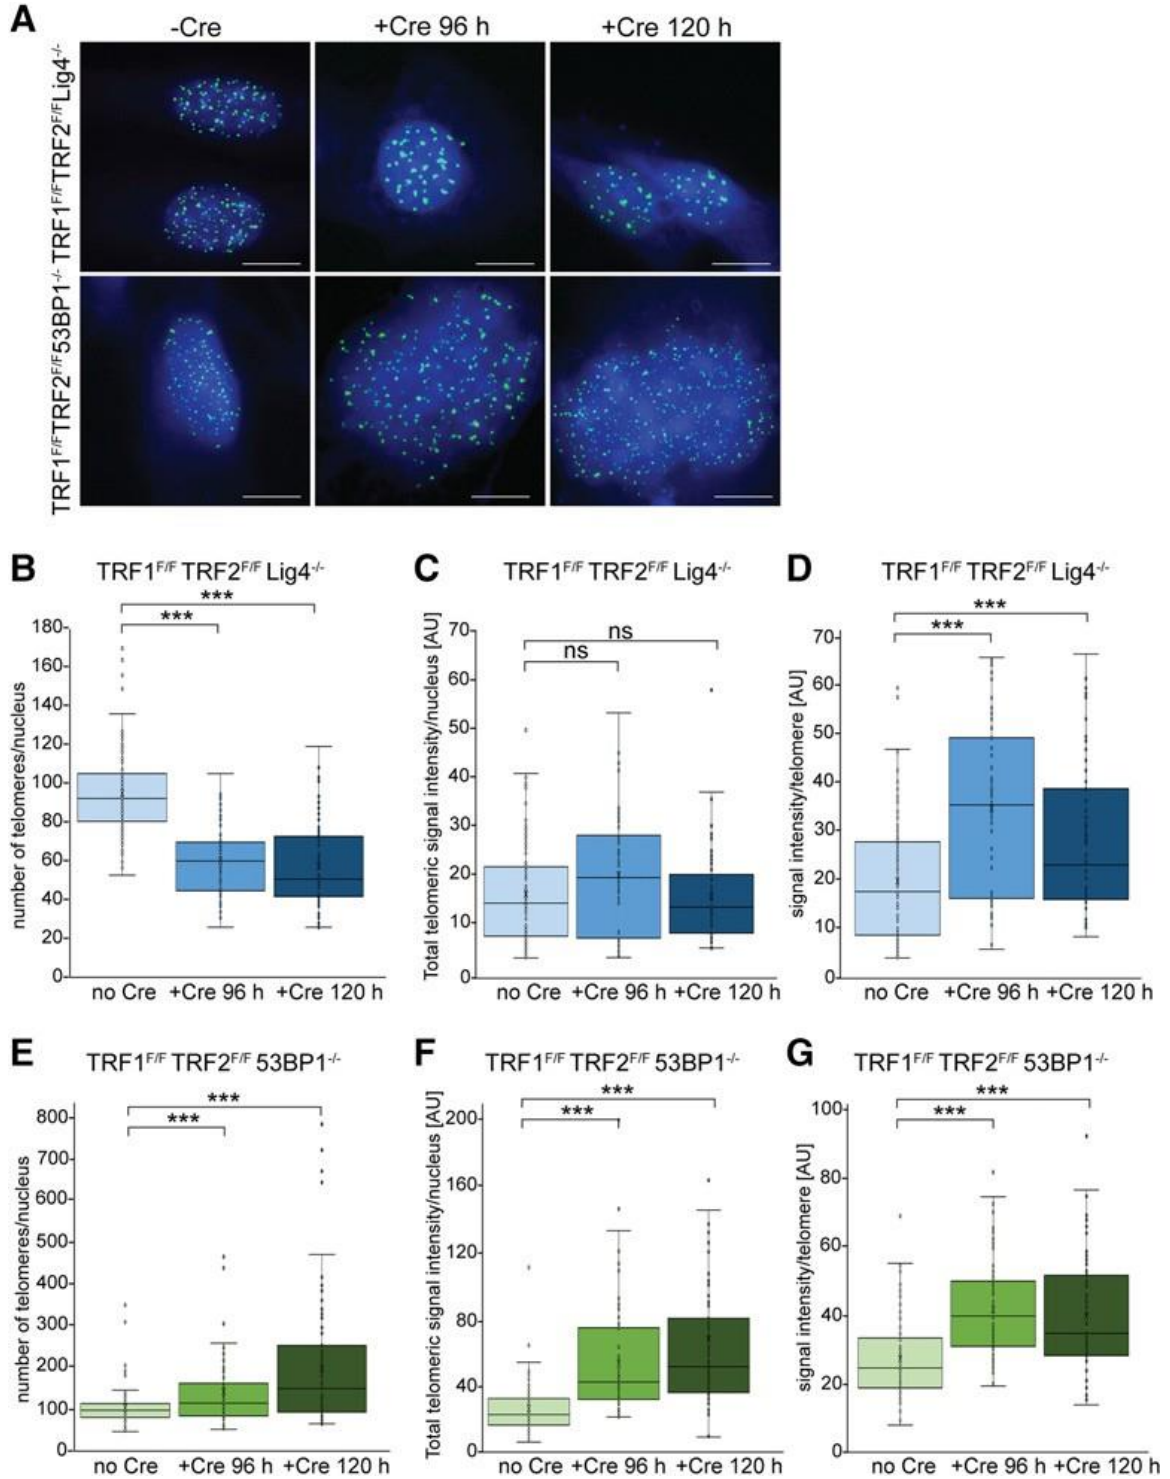 A
-Cre
+Cre 96 h
+Cre 120 h
TRF1F/FTRF2F/FLig4-/-
TRF1F/FTRF2F/F53BP1-/-
B
TRF1F/F TRF2F/F Lig4-/-
***
***
number of telomeres/nucleus
180
160
140
120
100
80
60
40
20
0
no Cre
+Cre 96 h
+Cre 120 h
C
TRF1F/F TRF2F/F Lig4-/-
ns
ns
Total telomeric signal intensity/nucleus [AU]
70
60
50
40
30
20
10
0
no Cre
+Cre 96 h
+Cre 120 h
D
TRF1F/F TRF2F/F Lig4-/-
***
***
signal intensity/telomere [AU]
70
60
50
40
30
20
10
0
no Cre
+Cre 96 h
+Cre 120 h
E
TRF1F/F TRF2F/F 53BP1-/-
***
***
number of telomeres/nucleus
800
700
600
500
400
300
200
100
0
no Cre
+Cre 96 h
+Cre 120 h
F
TRF1F/F TRF2F/F 53BP1-/-
***
***
Total telomeric signal intensity/nucleus [AU]
200
160
120
80
40
0
no Cre
+Cre 96 h
+Cre 120 h
G
TRF1F/F TRF2F/F 53BP1-/-
***
***
signal intensity/telomere [AU]
100
80
60
40
20
0
no Cre
+Cre 96 h
+Cre 120 h